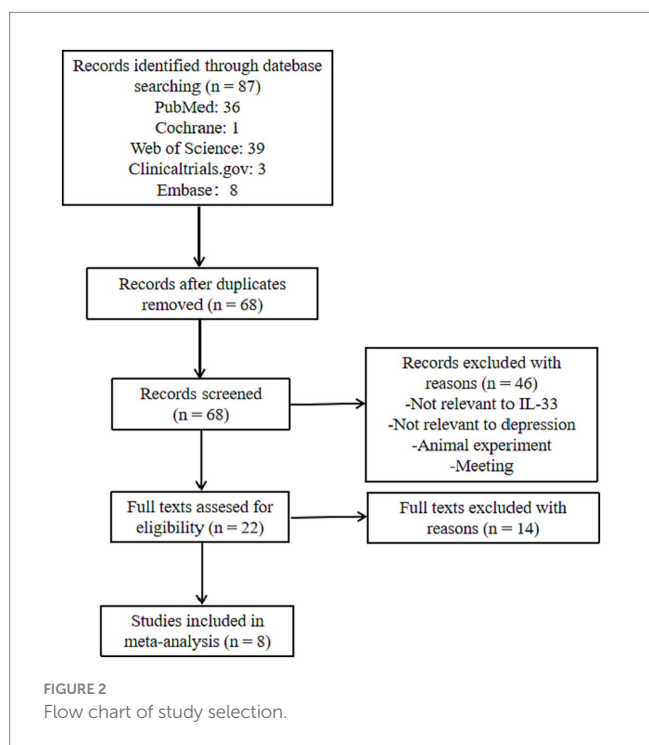 Records identified through datebase
searching (n = 87)
PubMed: 36
Cochrane: 1
Web of Science: 39
Clinicaltrials.gov: 3
Embase： 8
Records after duplicates
removed (n = 68)
Records screened
(n = 68)
Records excluded with
reasons (n = 46)
-Not relevant to IL-33
-Not relevant to depression
-Animal experiment
-Meeting
Full texts assesed for
eligibility (n = 22)
Full texts excluded with
reasons (n = 14)
Studies included in
meta-analysis (n = 8)
FIGURE 2
Flow chart of study selection.